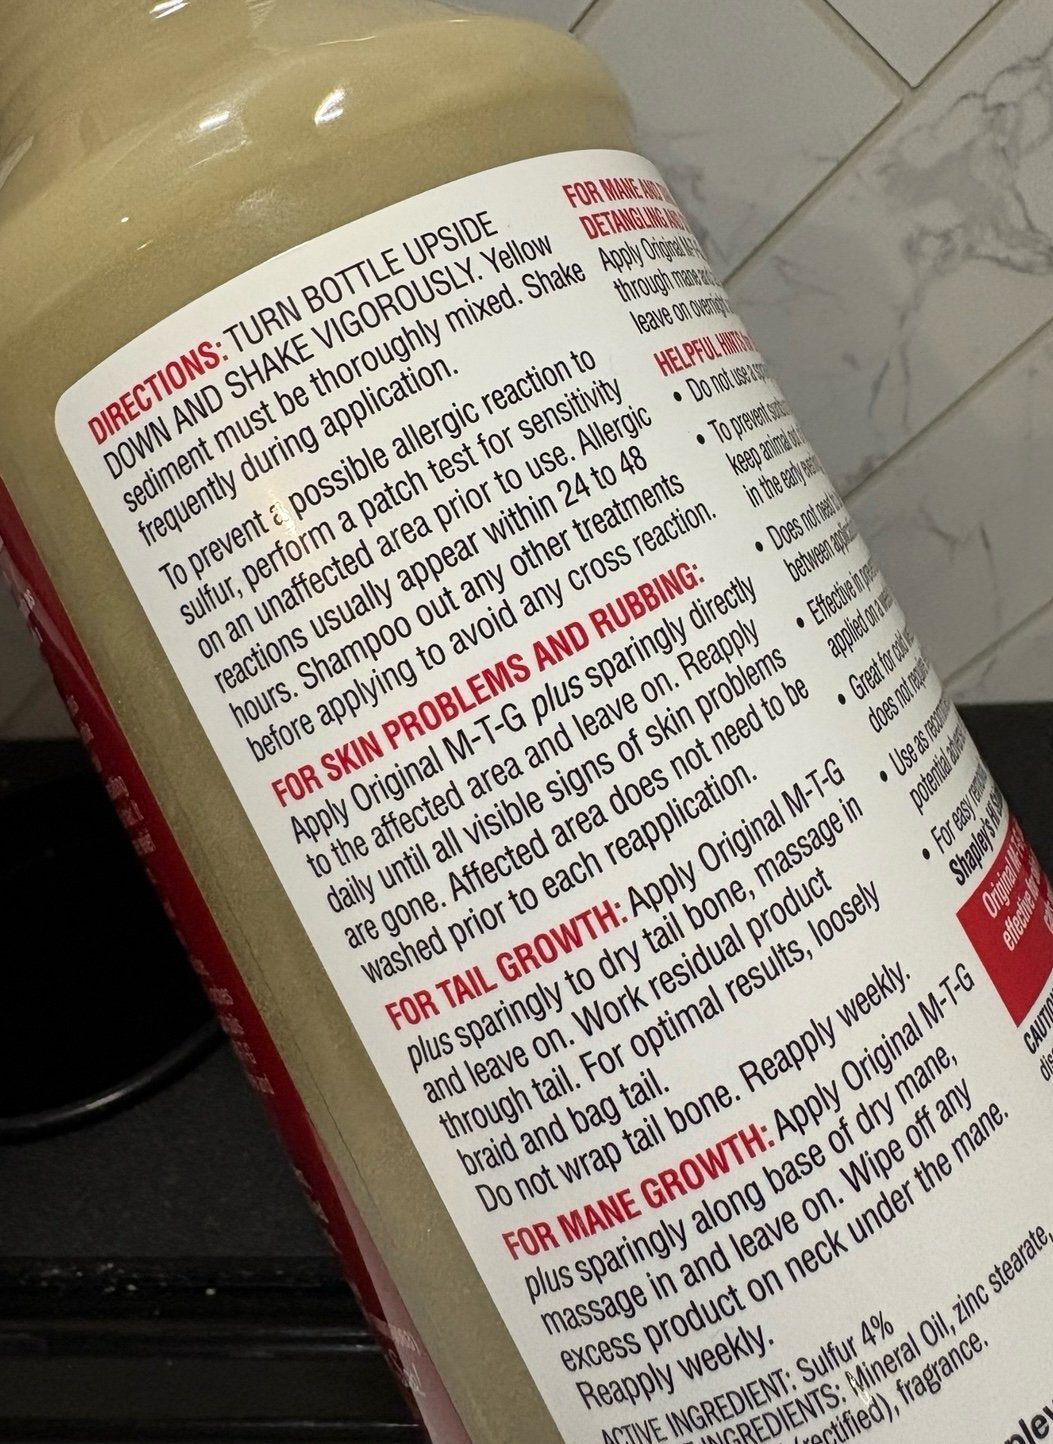 DIRECTIONS: TURN BOTTLE UPSIDE
DOWN AND SHAKE VIGOROUSLY. Yellow
sediment must be thoroughly mixed. Shake
frequently during application.
To prevent a possible allergic reaction to
sulfur, perform a patch test for sensitivity
on an unaffected area prior to use. Allergic
reactions usually appear within 24 to 48
hours. Shampoo out any other treatments
before applying to avoid any cross reaction.
FOR SKIN PROBLEMS AND RUBBING:
Apply Original M-T-G plus sparingly directly
to the affected area and leave on. Reapply
daily until all visible signs of skin problems
are gone. Affected area does not need to be
washed prior to each reapplication.
FOR TAIL GROWTH: Apply Original M-T-G
plus sparingly to dry tail bone, massage in
and leave on. Work residual product
through tail. For optimal results, loosely
braid and bag tail.
Do not wrap tail bone. Reapply weekly.
FOR MANE GROWTH: Apply Original M-T-G
plus sparingly along base of dry mane,
massage in and leave on. Wipe off any
excess product on neck under the mane.
Reapply weekly.
ACTIVE INGREDIENT: Sulfur 4%
INGREDIENTS: Mineral Oil, zinc stearate,
(rectified), fragrance.
FOR MANE AND
DETANGLING
Apply Original
through mane
leave on overnight
HELPFUL HINTS
• Do not use a
• To prevent
keep animal
in the early
• Does not need
between
• Effective in
applied on a
• Great for cold
does not
• Use as
potential
• For easy
Shapley's
Original
effective